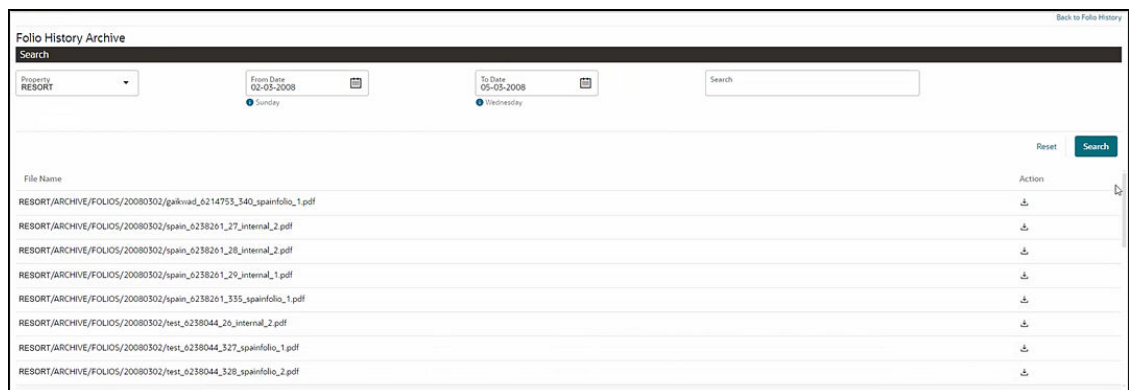 Back to Folio History
Folio History Archive
Search
Property
RESORT
From Date
02-03-2008
Sunday
To Date
05-03-2008
Wednesday
Search
Reset
Search
File Name
Action
RESORT/ARCHIVE/FOLIOS/20080302/gaikwad_6214753_340_spainfolio_1.pdf
RESORT/ARCHIVE/FOLIOS/20080302/spain_6238261_27_internal_2.pdf
RESORT/ARCHIVE/FOLIOS/20080302/spain_6238261_28_internal_2.pdf
RESORT/ARCHIVE/FOLIOS/20080302/spain_6238261_29_internal_1.pdf
RESORT/ARCHIVE/FOLIOS/20080302/spain_6238261_335_spainfolio_1.pdf
RESORT/ARCHIVE/FOLIOS/20080302/test_6238044_26_internal_2.pdf
RESORT/ARCHIVE/FOLIOS/20080302/test_6238044_327_spainfolio_1.pdf
RESORT/ARCHIVE/FOLIOS/20080302/test_6238044_328_spainfolio_2.pdf